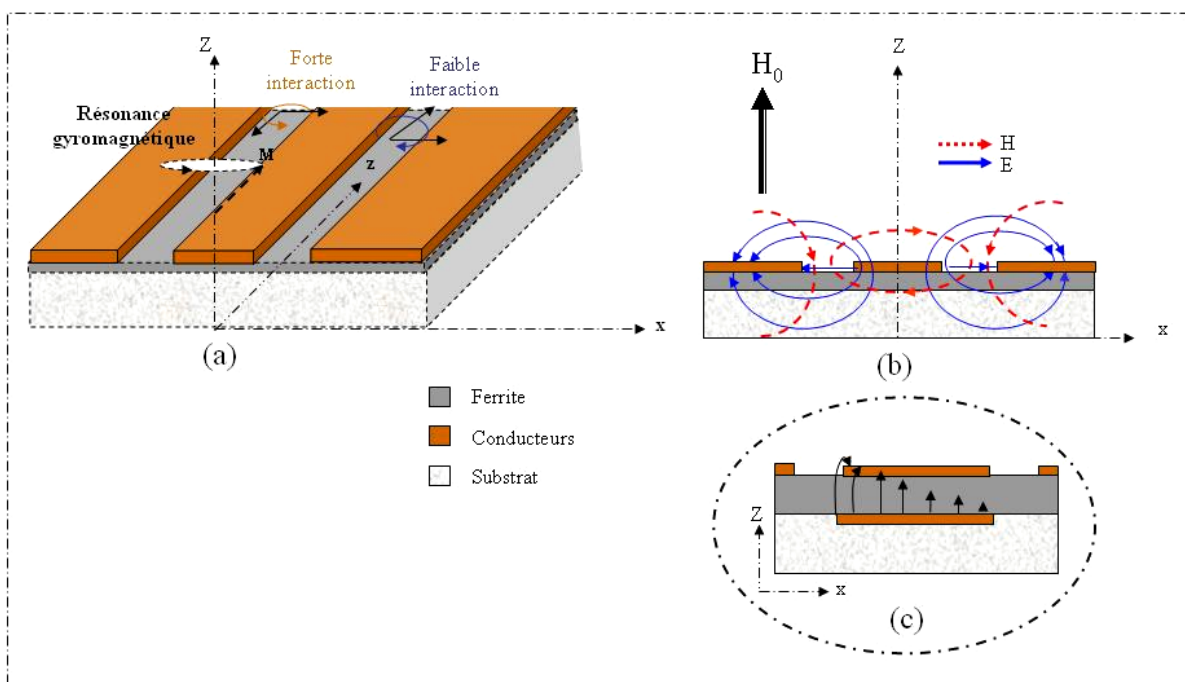 Z
Forte
interaction
Faible
interaction
Résonance
gyromagnétique
M
z
x
(a)
Z
H0
H
E
x
(b)
Ferrite
Conducteurs
Substrat
Z
x
(c)